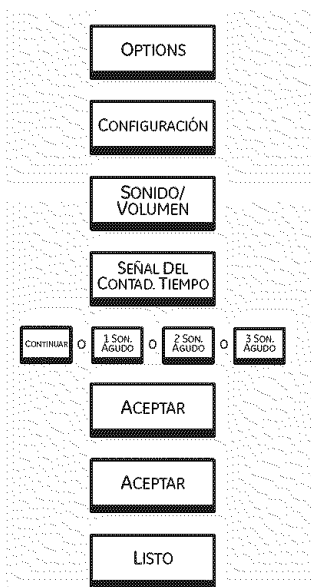 OPTIONS
CONFIGURACIÓN
SONIDO/
VOLUMEN
SEÑAL DEL
CONTAD. TIEMPO
CONTINUAR O 1 SON. AGUDO O 2 SON. AGUDO O 3 SON. AGUDO
ACEPTAR
ACEPTAR
LISTO